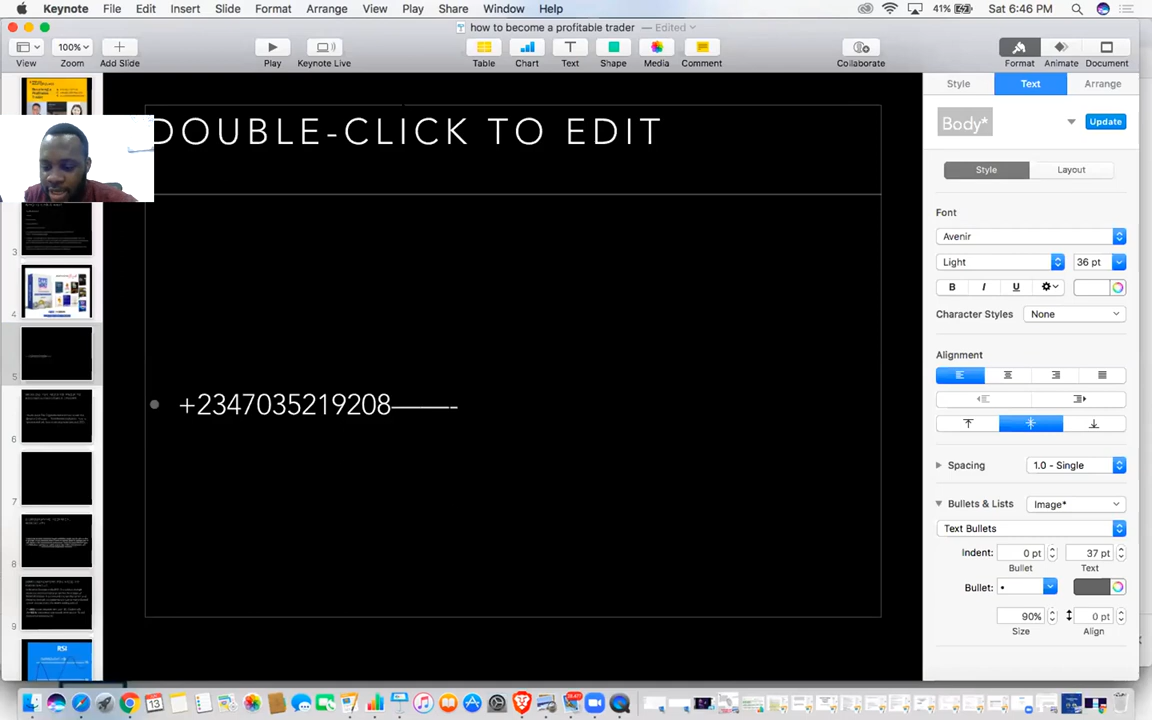 Keynote File Edit Insert Slide Format Arrange View Play Share Window Help 41% Sat 6:46 PM
how to become a profitable trader — Edited
100%
View Zoom Add Slide Play Keynote Live Table Chart Text Shape Media Comment Collaborate Format Animate Document
Style Text Arrange
Body* Update
Style Layout
DOUBLE-CLICK TO EDIT
+2347035219208———-
Font
Avenir
Light 36 pt
B I U
Character Styles None
Alignment
Spacing 1.0 - Single
Bullets & Lists Image*
Text Bullets
Indent: 0 pt 37 pt
Bullet Text
Bullet: •
90% 0 pt
Size Align
3
4
5
6
7
8
9
RSI
13